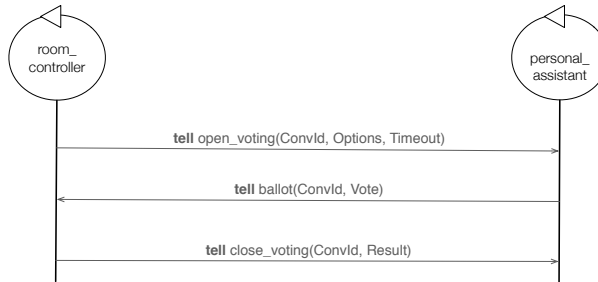 room_
controller
personal_
assistant
tell open_voting(ConvId, Options, Timeout)
tell ballot(ConvId, Vote)
tell close_voting(ConvId, Result)